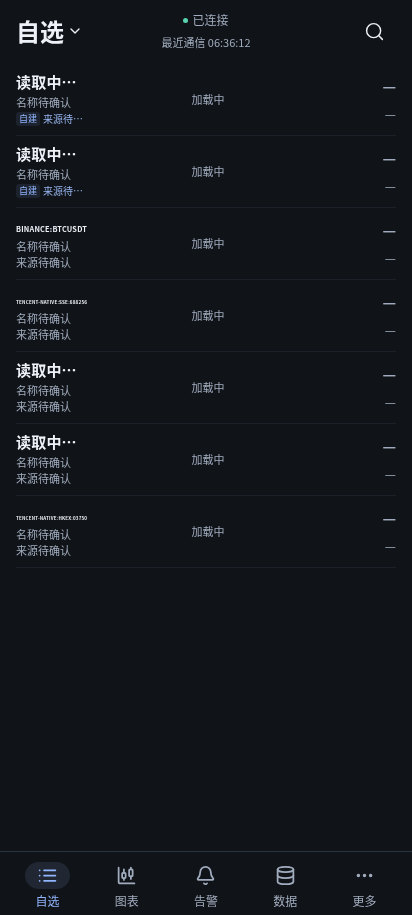 自选
已连接
最近通信 06:36:12
读取中…
名称待确认
自建 来源待…
加载中
—
—
读取中…
名称待确认
自建 来源待…
加载中
—
—
BINANCE:BTCUSDT
名称待确认
来源待确认
加载中
—
—
TENCENT-NATIVE:SSE:688256
名称待确认
来源待确认
加载中
—
—
读取中…
名称待确认
来源待确认
加载中
—
—
读取中…
名称待确认
来源待确认
加载中
—
—
TENCENT-NATIVE:HKEX:03750
名称待确认
来源待确认
加载中
—
—
自选
图表
告警
数据
更多